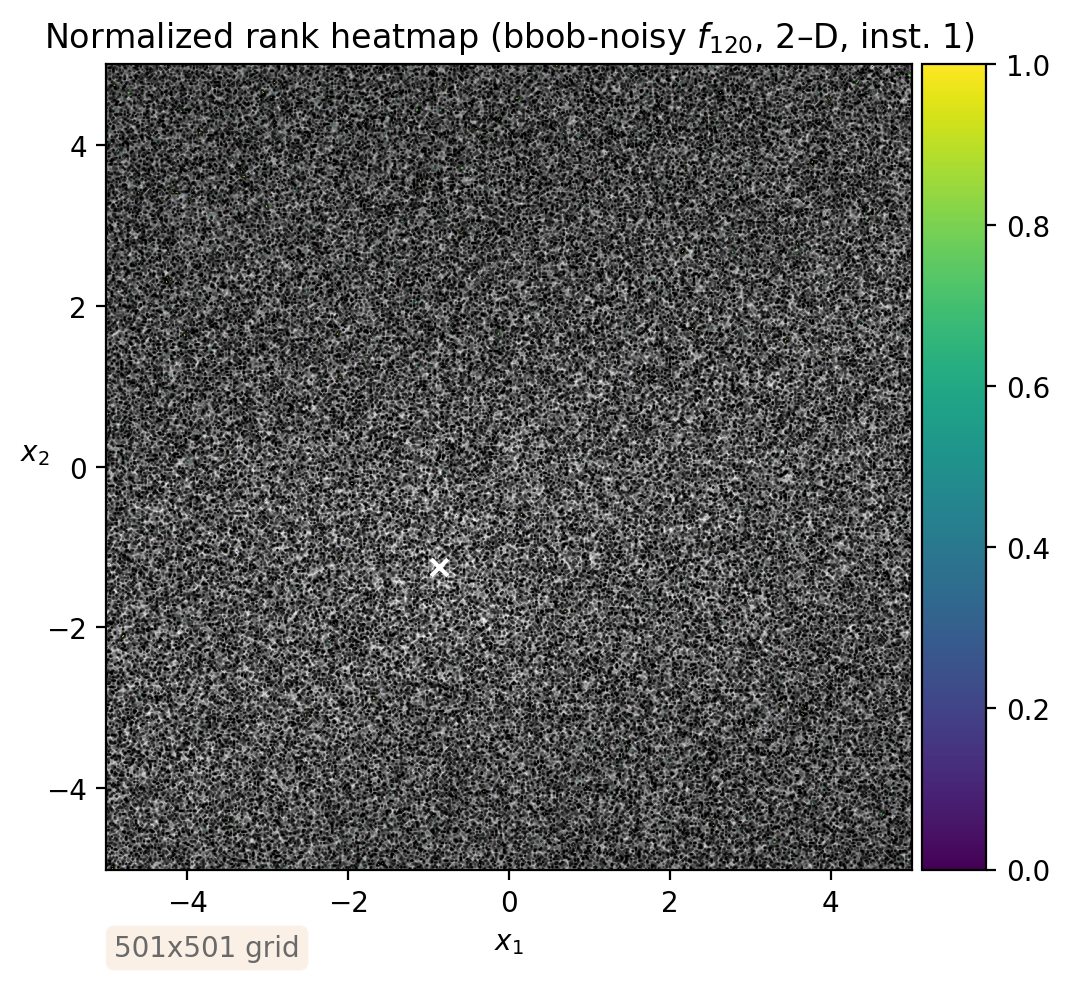 Normalized rank heatmap (bbob-noisy f₁₂₀, 2–D, inst. 1)
1.0
0.8
0.6
0.4
0.2
0.0
4
2
0
−2
−4
x₂
−4 −2 0 2 4
x₁
501x501 grid